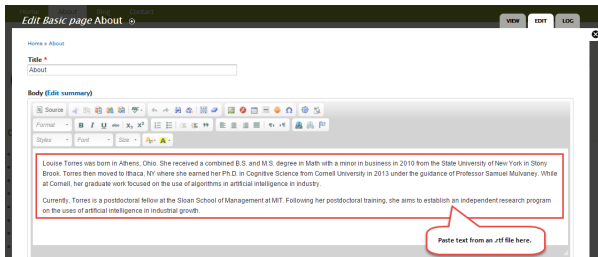 Home About Blog Contact
Edit Basic page About
VIEW EDIT LOG
Home » About
Title *
About
Body (Edit summary)
Source
Format B I U abc X₂ X²
Styles Font Size A A
Louise Torres was born in Athens, Ohio. She received a combined B.S. and M.S. degree in Math with a minor in business in 2010 from the State University of New York in Stony
Brook. Torres then moved to Ithaca, NY where she earned her Ph.D. in Cognitive Science from Cornell University in 2013 under the guidance of Professor Samuel Mulvaney. While
at Cornell, her graduate work focused on the use of algorithms in artificial intelligence in industry.
Currently, Torres is a postdoctoral fellow at the Sloan School of Management at MIT. Following her postdoctoral training, she aims to establish an independent research program
on the uses of artificial intelligence in industrial growth.
Paste text from an .rtf file here.